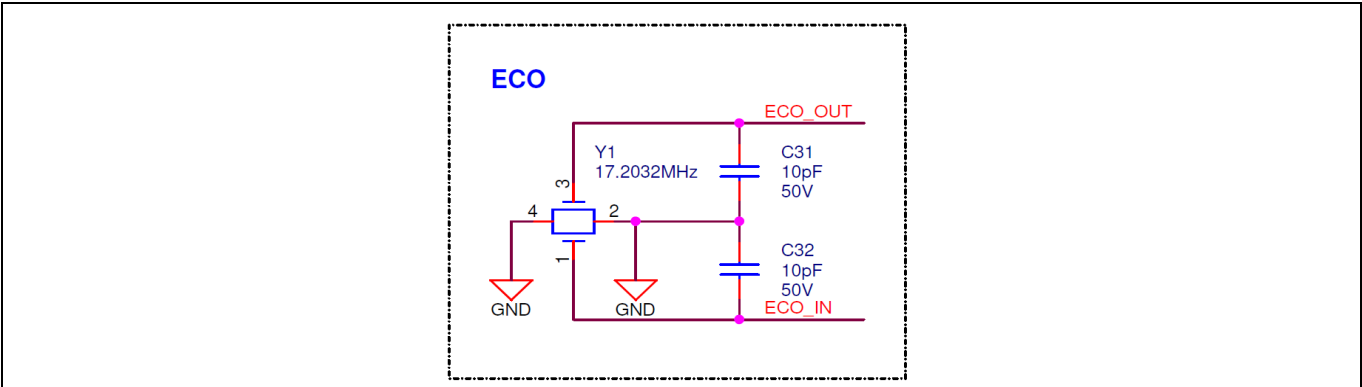 ECO
ECO_OUT
Y1
17.2032MHz
C31
10pF
50V
3
4
2
1
C32
10pF
50V
GND
GND
ECO_IN